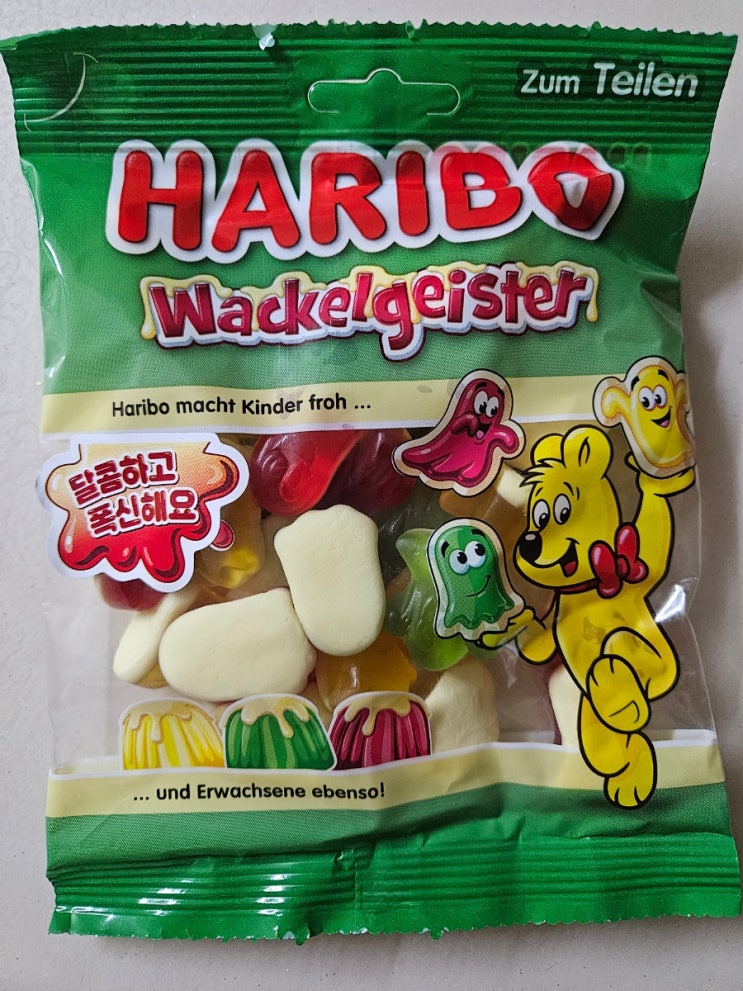 Zum Teilen
HARIBO
Wackelgeister
Haribo macht Kinder froh ...
달콤하고
폭신해요
... und Erwachsene ebenso!